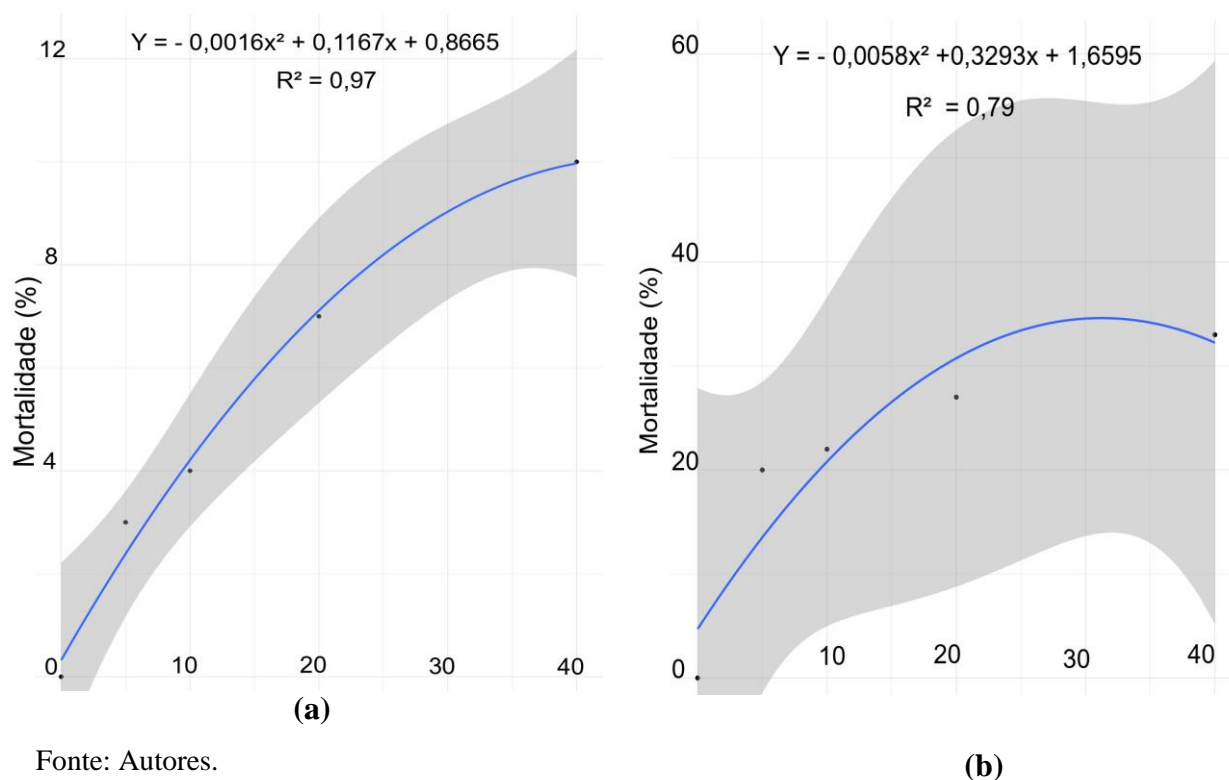 Y = - 0,0016x² + 0,1167x + 0,8665
R² = 0,97
12
8
4
0
Mortalidade (%)
10
20
30
40
(a)
Y = - 0,0058x² +0,3293x + 1,6595
R² = 0,79
60
40
20
0
Mortalidade (%)
10
20
30
40
(b)
Fonte: Autores.